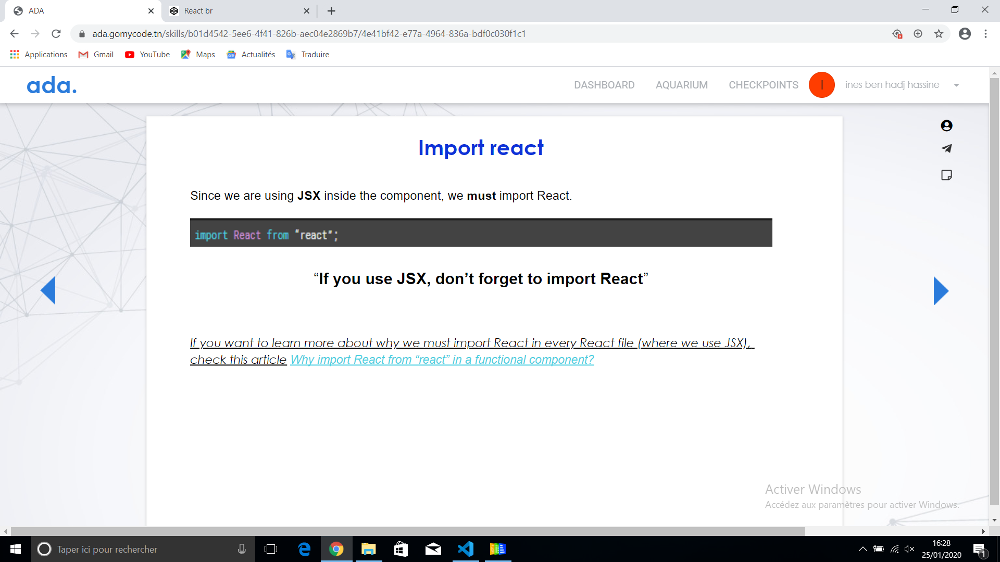 ADA
React br
ada.gomycode.tn/skills/b01d4542-5ee6-4f41-826b-aec04e2869b7/4e41bf42-e77a-4964-836a-bdf0c030f1c1
Applications Gmail YouTube Maps Actualités Traduire
ada.
DASHBOARD AQUARIUM CHECKPOINTS I ines ben hadj hassine
Import react
Since we are using JSX inside the component, we must import React.
import React from “react”;
“If you use JSX, don’t forget to import React”
If you want to learn more about why we must import React in every React file (where we use JSX),
check this article Why import React from “react” in a functional component?
Activer Windows
Accédez aux paramètres pour activer Windows.
Taper ici pour rechercher
16:28
25/01/2020
1